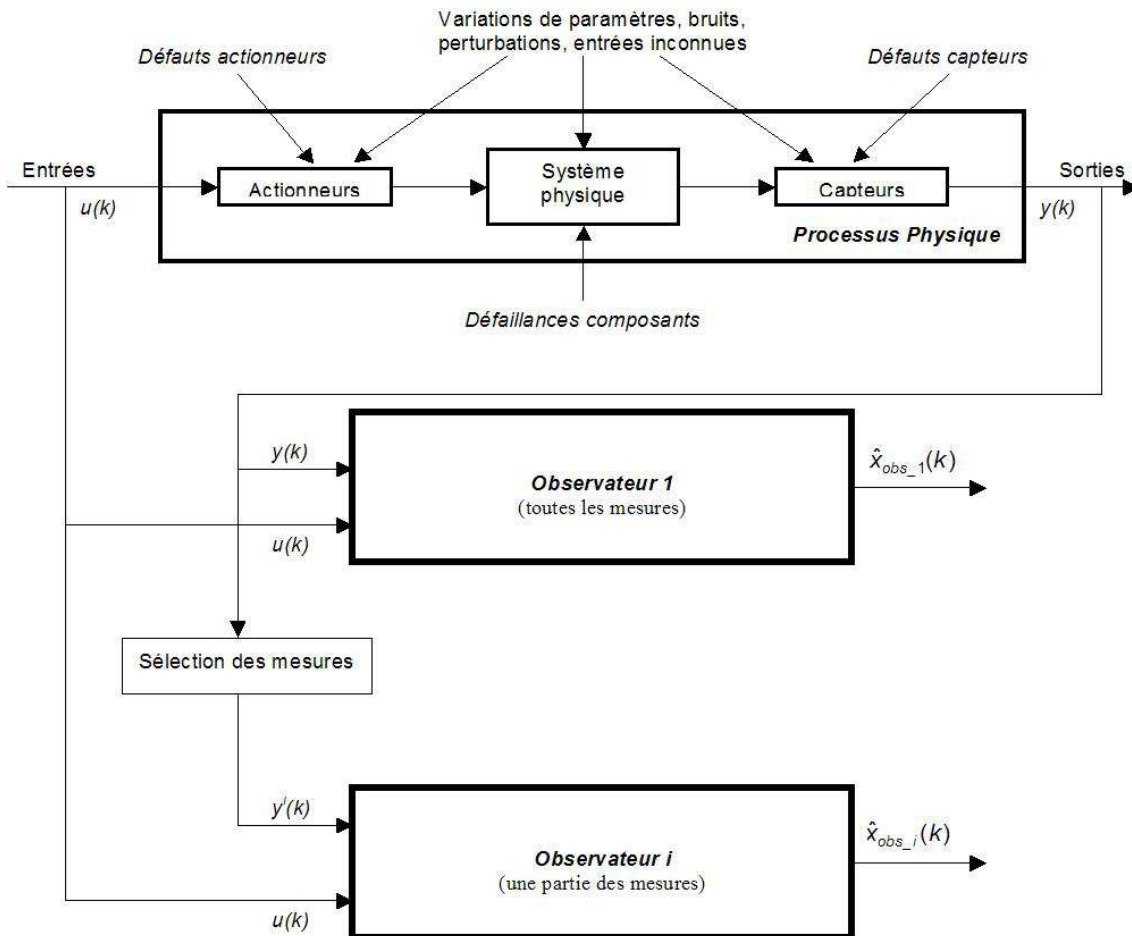 Variations de paramètres, bruits,
perturbations, entrées inconnues
Défauts actionneurs
Défauts capteurs
Entrées
u(k)
Actionneurs
Système
physique
Capteurs
Sorties
y(k)
Processus Physique
Défaillances composants
y(k)
u(k)
Observateur 1
(toutes les mesures)
x̂obs_1(k)
Sélection des mesures
yⁱ(k)
u(k)
Observateur i
(une partie des mesures)
x̂obs_i(k)